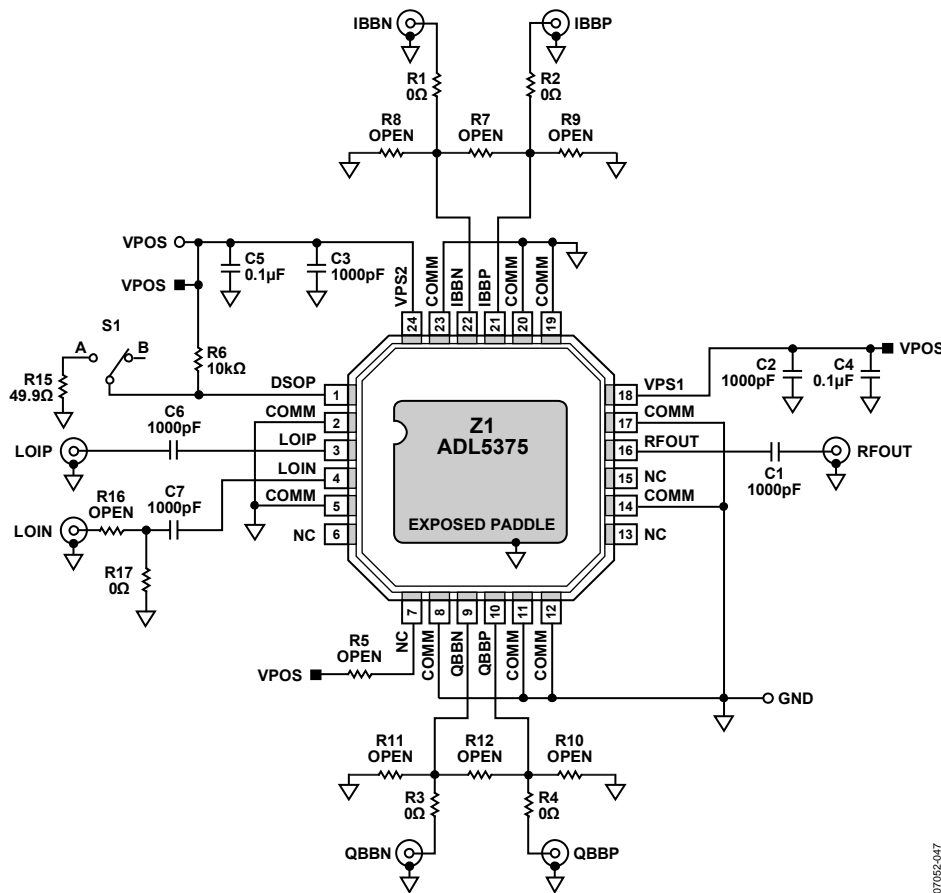 IBBN
IBBP
R1
0Ω
R2
0Ω
R8
OPEN
R7
OPEN
R9
OPEN
VPOS
C5
0.1µF
C3
1000pF
VPOS
VPS2
COMM
IBBN
IBBP
COMM
COMM
24
23
22
21
20
19
S1
A
B
R6
10kΩ
R15
49.9Ω
DSOP
1
COMM
2
C6
1000pF
LOIP
3
LOIP
LOIN
4
C7
1000pF
R16
OPEN
COMM
5
LOIN
NC
6
R17
0Ω
Z1
ADL5375
EXPOSED PADDLE
VPOS
C2
1000pF
C4
0.1µF
18
VPS1
17
COMM
16
RFOUT
RFOUT
C1
1000pF
15
NC
14
COMM
13
NC
7
8
9
10
11
12
NC
COMM
QBBN
QBBP
COMM
COMM
R5
OPEN
VPOS
GND
R11
OPEN
R12
OPEN
R10
OPEN
R3
0Ω
R4
0Ω
QBBN
QBBP
07052-047